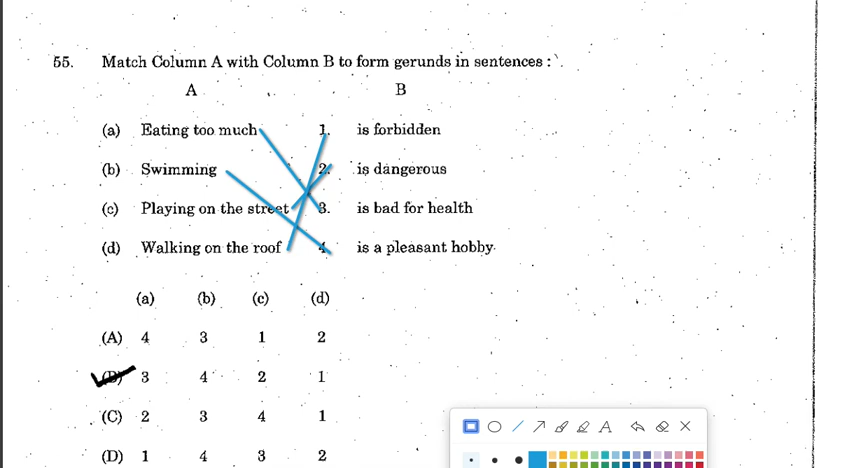 55. Match Column A with Column B to form gerunds in sentences :
A B
(a) Eating too much 1. is forbidden
(b) Swimming 2. is dangerous
(c) Playing on the street 3. is bad for health
(d) Walking on the roof 4. is a pleasant hobby
(a) (b) (c) (d)
(A) 4 3 1 2
(B) 3 4 2 1
(C) 2 3 4 1
(D) 1 4 3 2
A